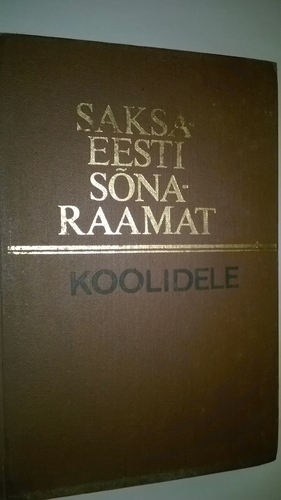 SAKSA-
EESTI
SÕNA-
RAAMAT
KOOLIDELE